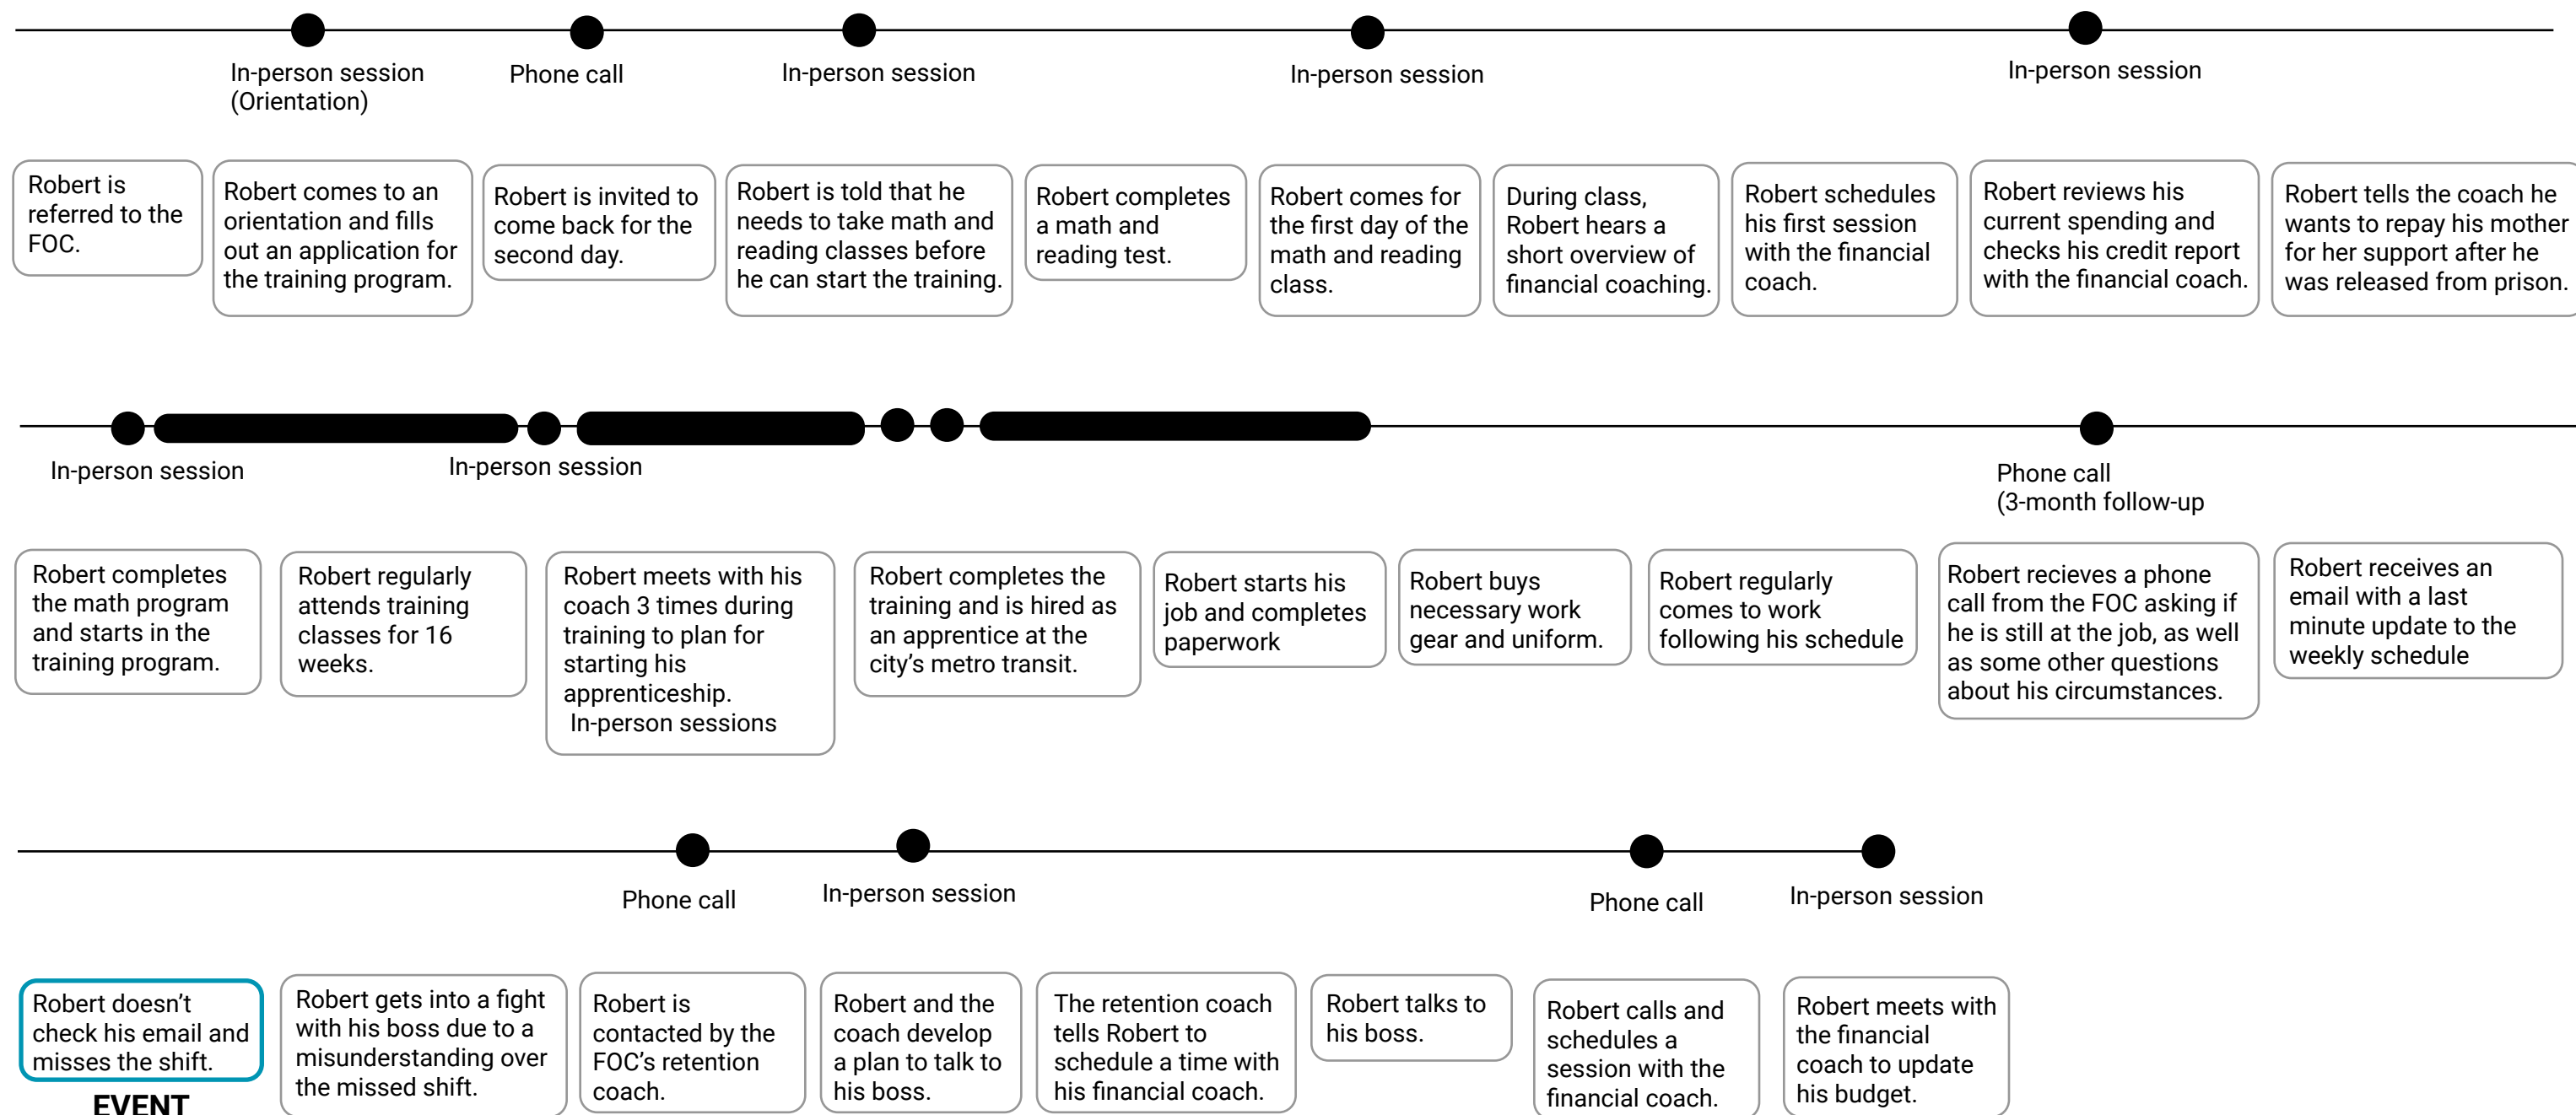 In-person session
(Orientation)
Phone call
In-person session
In-person session
In-person session
Robert is
referred to the
FOC.
Robert comes to an
orientation and fills
out an application for
the training program.
Robert is invited to
come back for the
second day.
Robert is told that he
needs to take math and
reading classes before
he can start the training.
Robert completes
a math and
reading test.
Robert comes for
the first day of the
math and reading
class.
During class,
Robert hears a
short overview of
financial coaching.
Robert schedules
his first session
with the financial
coach.
Robert reviews his
current spending and
checks his credit report
with the financial coach.
Robert tells the coach he
wants to repay his mother
for her support after he
was released from prison.
In-person session
In-person session
Phone call
(3-month follow-up
Robert completes
the math program
and starts in the
training program.
Robert regularly
attends training
classes for 16
weeks.
Robert meets with his
coach 3 times during
training to plan for
starting his
apprenticeship.
In-person sessions
Robert completes the
training and is hired as
an apprentice at the
city's metro transit.
Robert starts his
job and completes
paperwork
Robert buys
necessary work
gear and uniform.
Robert regularly
comes to work
following his schedule
Robert recieves a phone
call from the FOC asking if
he is still at the job, as well
as some other questions
about his circumstances.
Robert receives an
email with a last
minute update to the
weekly schedule
Phone call
In-person session
Phone call
In-person session
Robert doesn't
check his email and
misses the shift.
EVENT
Robert gets into a fight
with his boss due to a
misunderstanding over
the missed shift.
Robert is
contacted by the
FOC's retention
coach.
Robert and the
coach develop
a plan to talk to
his boss.
The retention coach
tells Robert to
schedule a time with
his financial coach.
Robert talks to
his boss.
Robert calls and
schedules a
session with the
financial coach.
Robert meets with
the financial
coach to update
his budget.